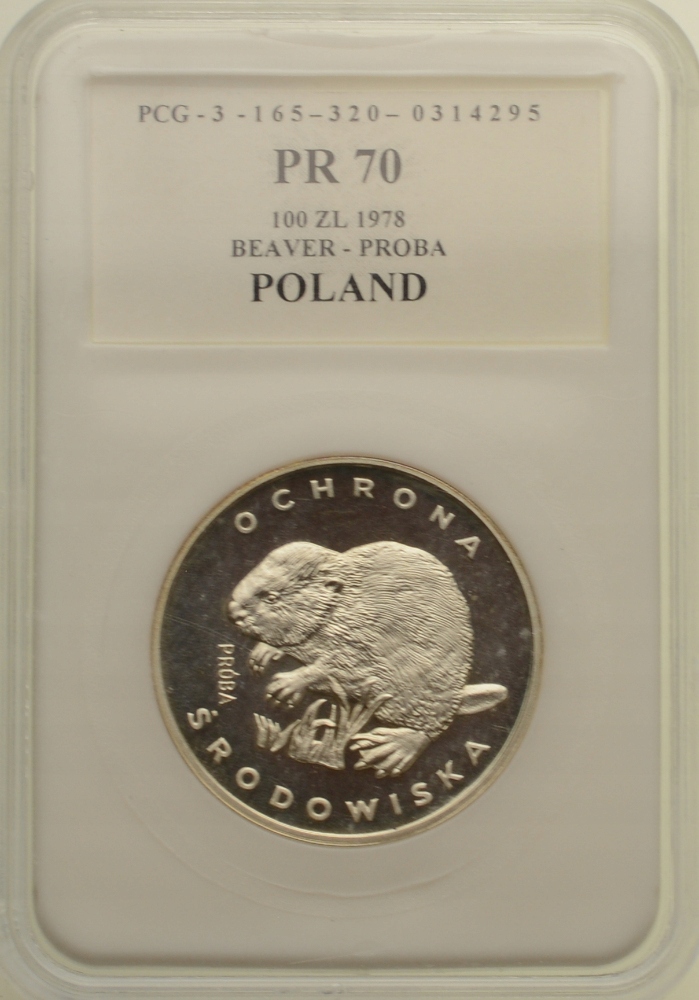 PCG - 3 - 165 - 320 - 0314295
PR 70
100 ZL 1978
BEAVER - PROBA
POLAND
OCHRONA
PRÓBA
ŚRODOWISKA